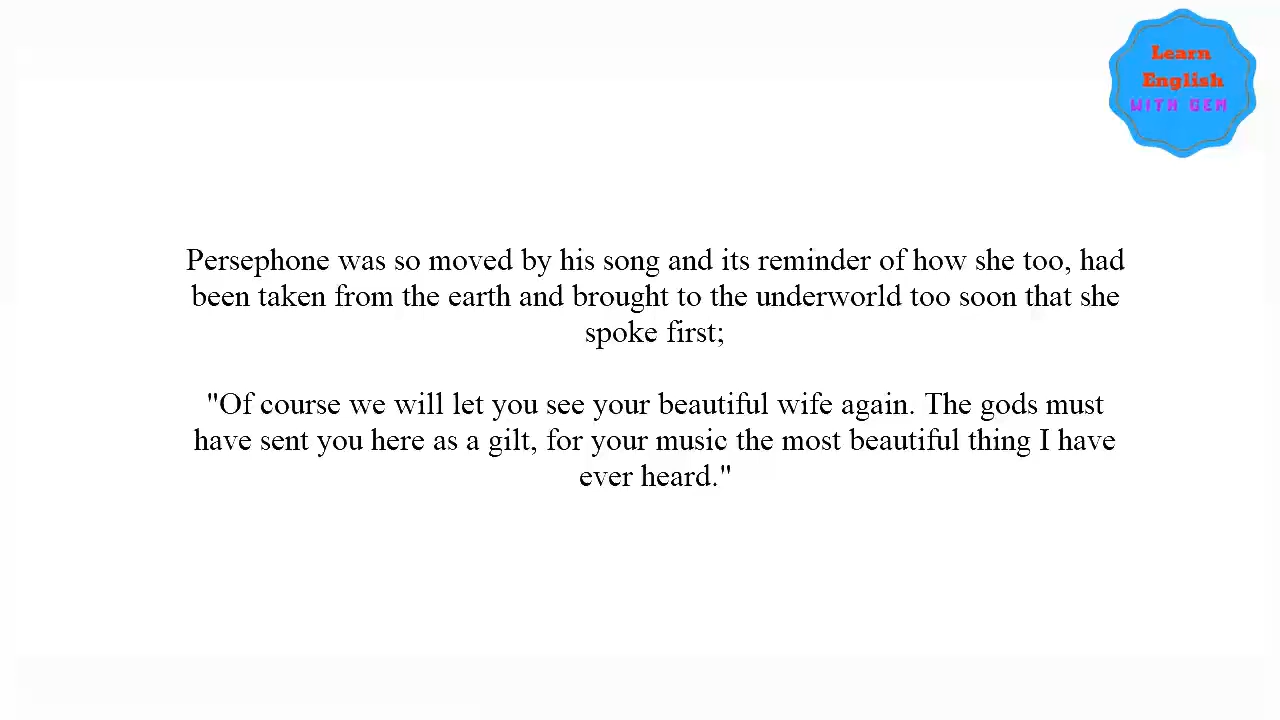 Learn
English
WITH GEM
Persephone was so moved by his song and its reminder of how she too, had
been taken from the earth and brought to the underworld too soon that she
spoke first;
"Of course we will let you see your beautiful wife again. The gods must
have sent you here as a gilt, for your music the most beautiful thing I have
ever heard."